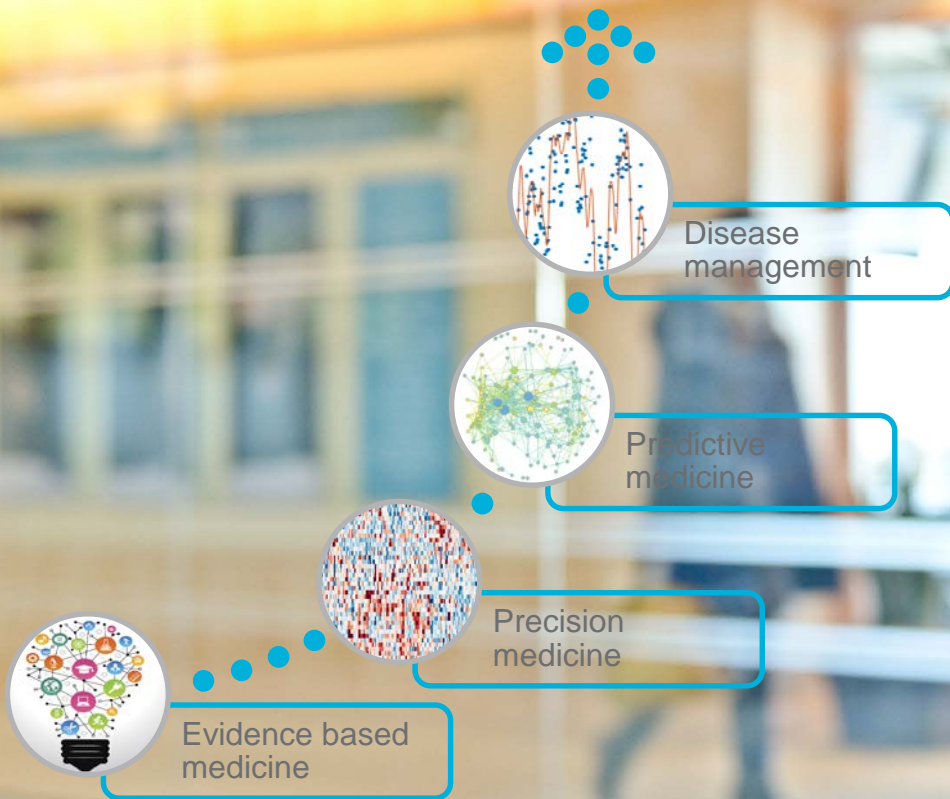 Disease
management
Predictive
medicine
Precision
medicine
Evidence based
medicine